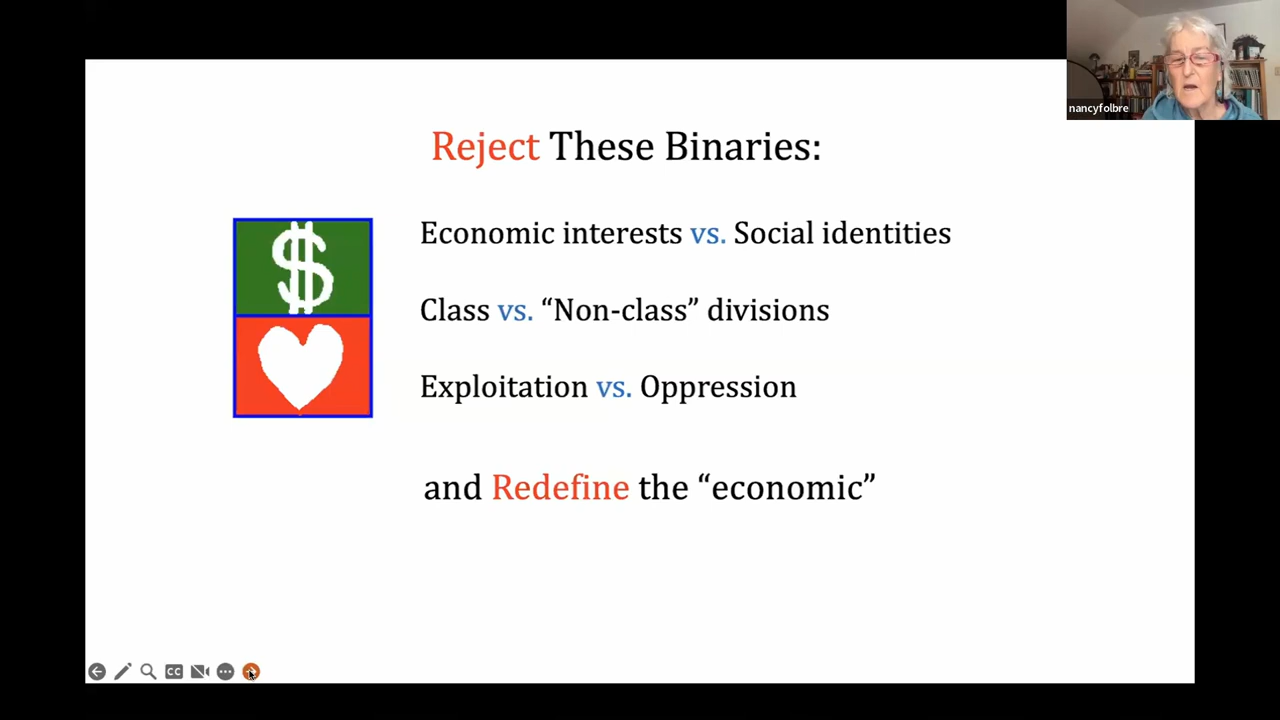 nancyfolbre
Reject These Binaries:
$
Economic interests vs. Social identities
Class vs. “Non-class” divisions
Exploitation vs. Oppression
and Redefine the “economic”
CC